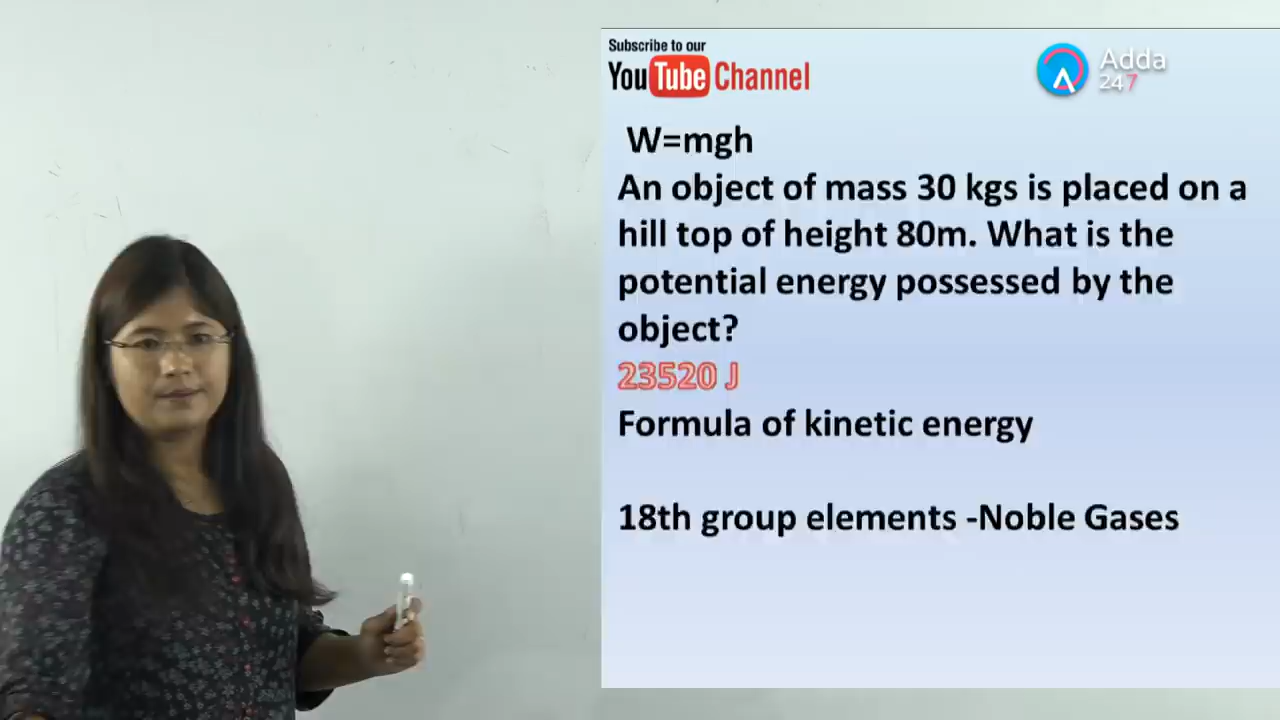 Subscribe to our
YouTube Channel
Adda
247
W=mgh
An object of mass 30 kgs is placed on a
hill top of height 80m. What is the
potential energy possessed by the
object?
23520 J
Formula of kinetic energy
18th group elements -Noble Gases